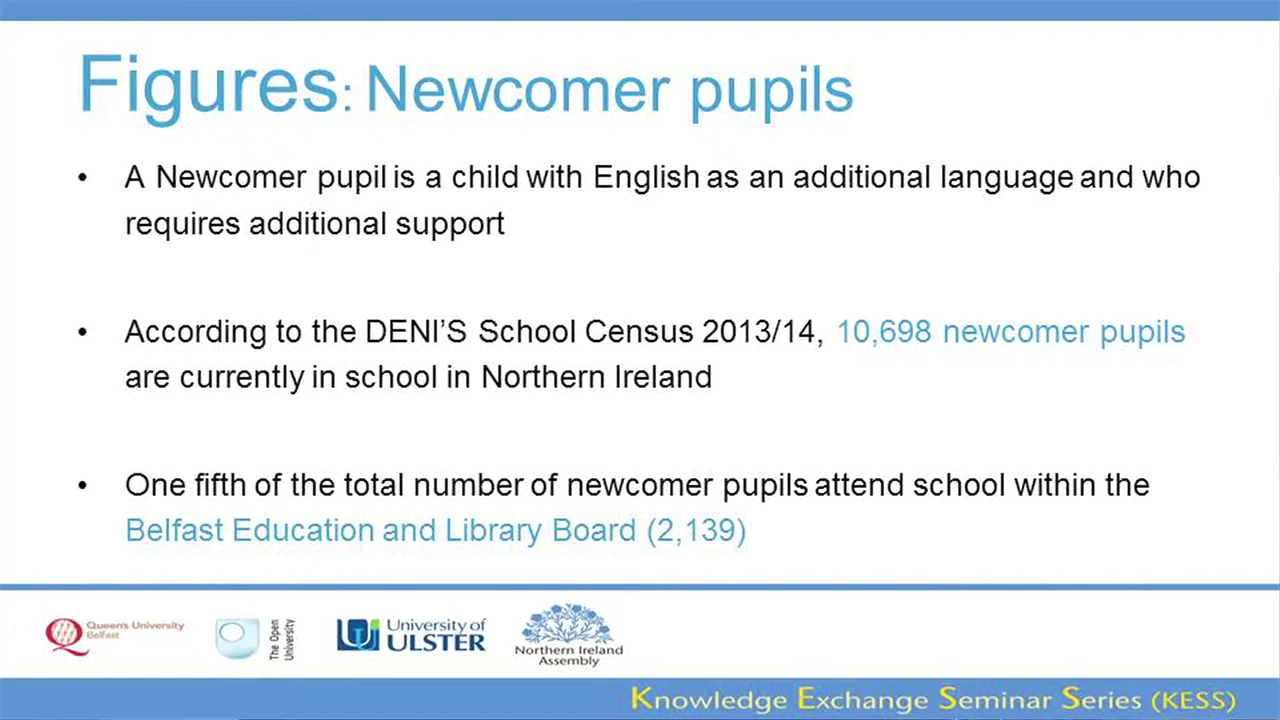 Figures: Newcomer pupils
• A Newcomer pupil is a child with English as an additional language and who
requires additional support
• According to the DENI’S School Census 2013/14, 10,698 newcomer pupils
are currently in school in Northern Ireland
• One fifth of the total number of newcomer pupils attend school within the
Belfast Education and Library Board (2,139)
Queen's University
Belfast
The Open
University
University of
ULSTER
Northern Ireland
Assembly
Knowledge Exchange Seminar Series (KESS)